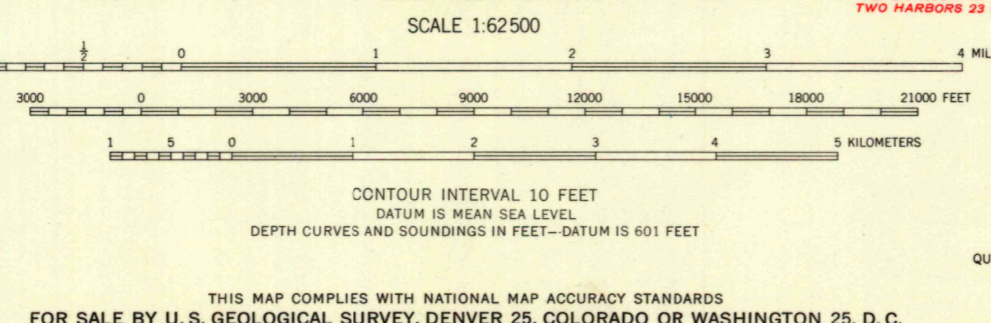 TWO HARBORS 23
SCALE 1:62500
1/2 0 1 2 3 4 MIL
3000 0 3000 6000 9000 12000 15000 18000 21000 FEET
1 5 0 1 2 3 4 5 KILOMETERS
CONTOUR INTERVAL 10 FEET
DATUM IS MEAN SEA LEVEL
DEPTH CURVES AND SOUNDINGS IN FEET—DATUM IS 601 FEET
QU
THIS MAP COMPLIES WITH NATIONAL MAP ACCURACY STANDARDS
FOR SALE BY U. S. GEOLOGICAL SURVEY, DENVER 25, COLORADO OR WASHINGTON 25, D. C.